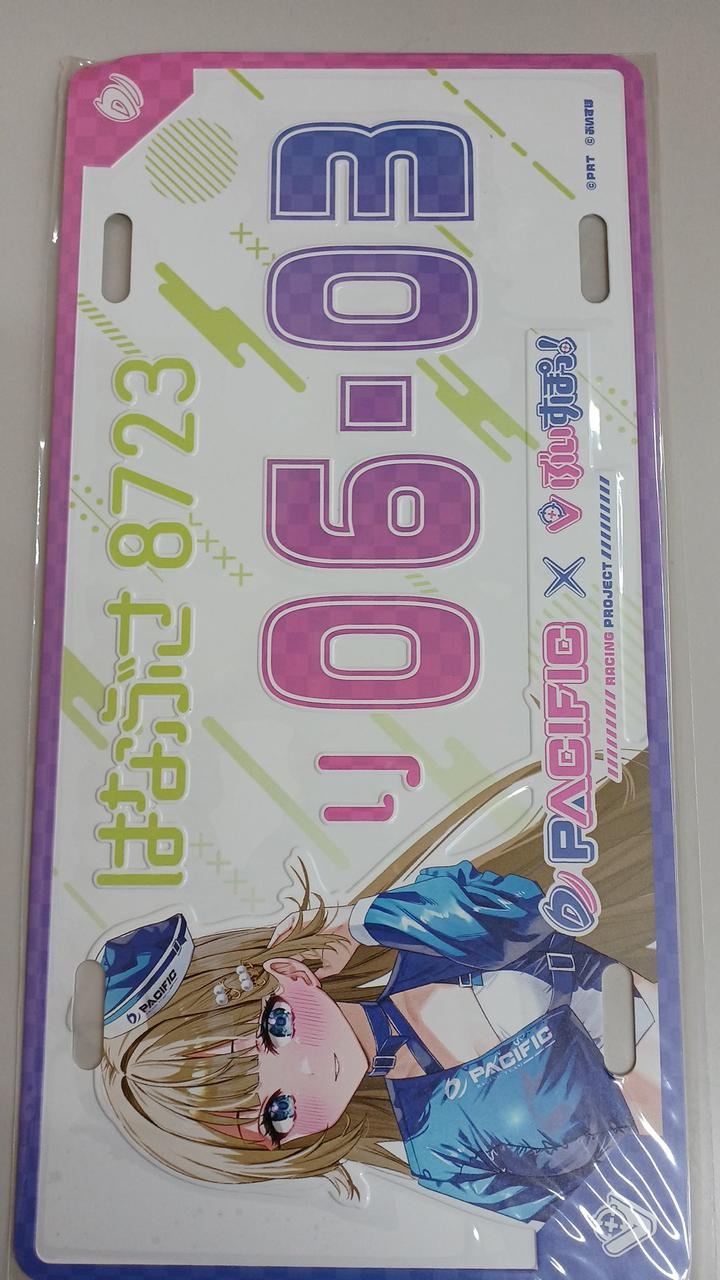 はなぶさ 8723
り 06-03
PACIFIC × ぶいすぽっ!
RACING PROJECT
©PRT ©ぶいすぽ
PACIFIC
PACIFIC